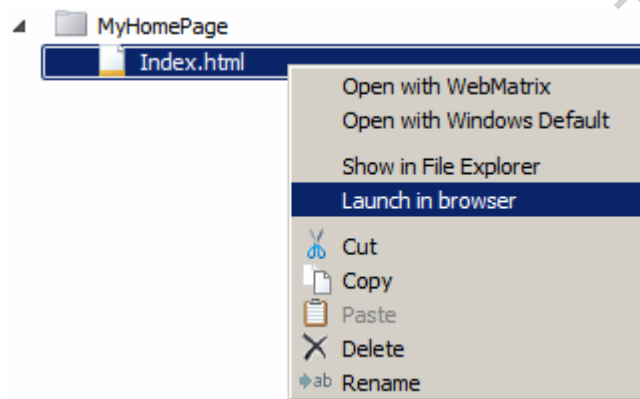 MyHomePage
Index.html
Open with WebMatrix
Open with Windows Default
Show in File Explorer
Launch in browser
Cut
Copy
Paste
Delete
ab Rename